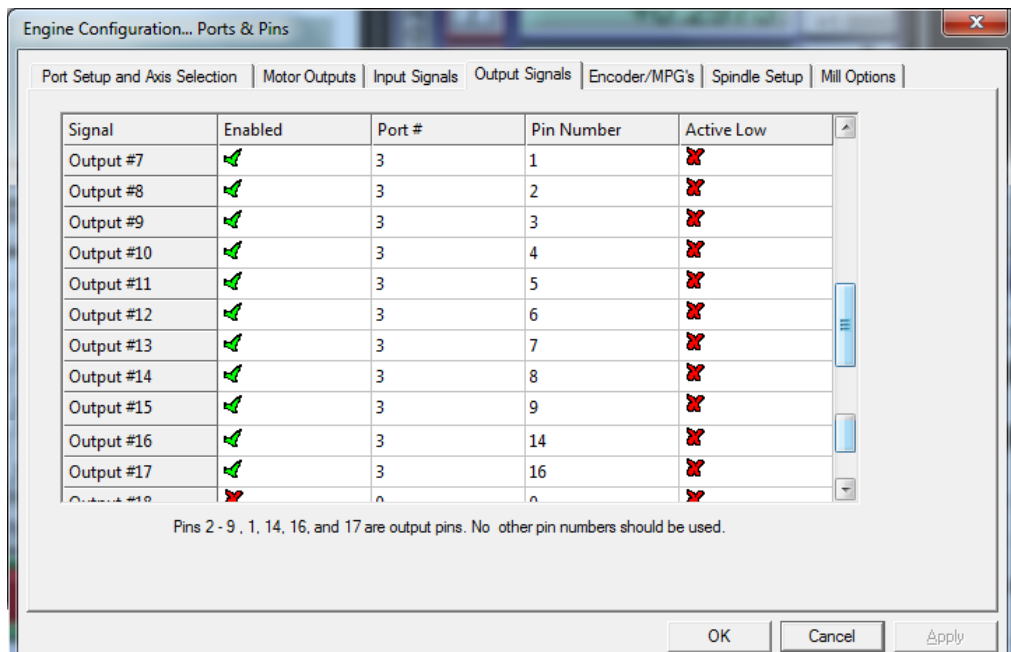 Engine Configuration... Ports & Pins
Port Setup and Axis Selection Motor Outputs Input Signals Output Signals Encoder/MPG's Spindle Setup Mill Options
Signal Enabled Port # Pin Number Active Low
Output #7 3 1
Output #8 3 2
Output #9 3 3
Output #10 3 4
Output #11 3 5
Output #12 3 6
Output #13 3 7
Output #14 3 8
Output #15 3 9
Output #16 3 14
Output #17 3 16
Output #18 0 0
Pins 2 - 9 , 1, 14, 16, and 17 are output pins. No other pin numbers should be used.
OK Cancel Apply